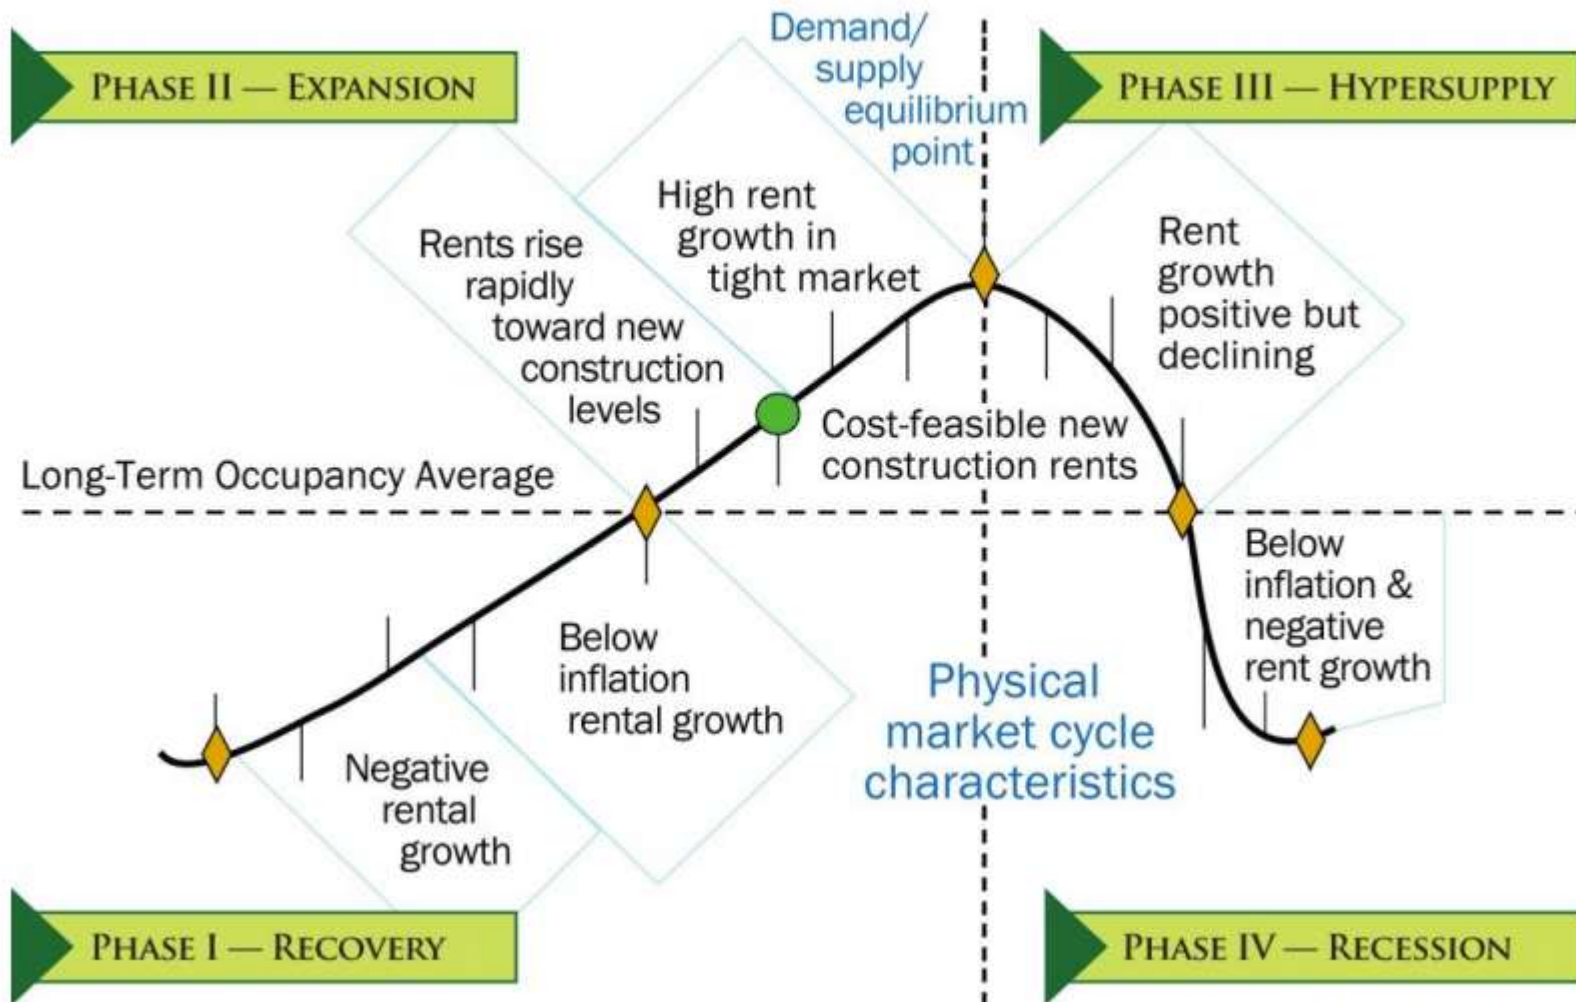 PHASE II — EXPANSION
Demand/
supply
equilibrium
point
PHASE III — HYPERSUPPLY
High rent
growth in
tight market
Rents rise
rapidly
toward new
construction
levels
Rent
growth
positive but
declining
Cost-feasible new
construction rents
Long-Term Occupancy Average
Below
inflation &
negative
rent growth
Below
inflation
rental growth
Physical
market cycle
characteristics
Negative
rental
growth
PHASE I — RECOVERY
PHASE IV — RECESSION